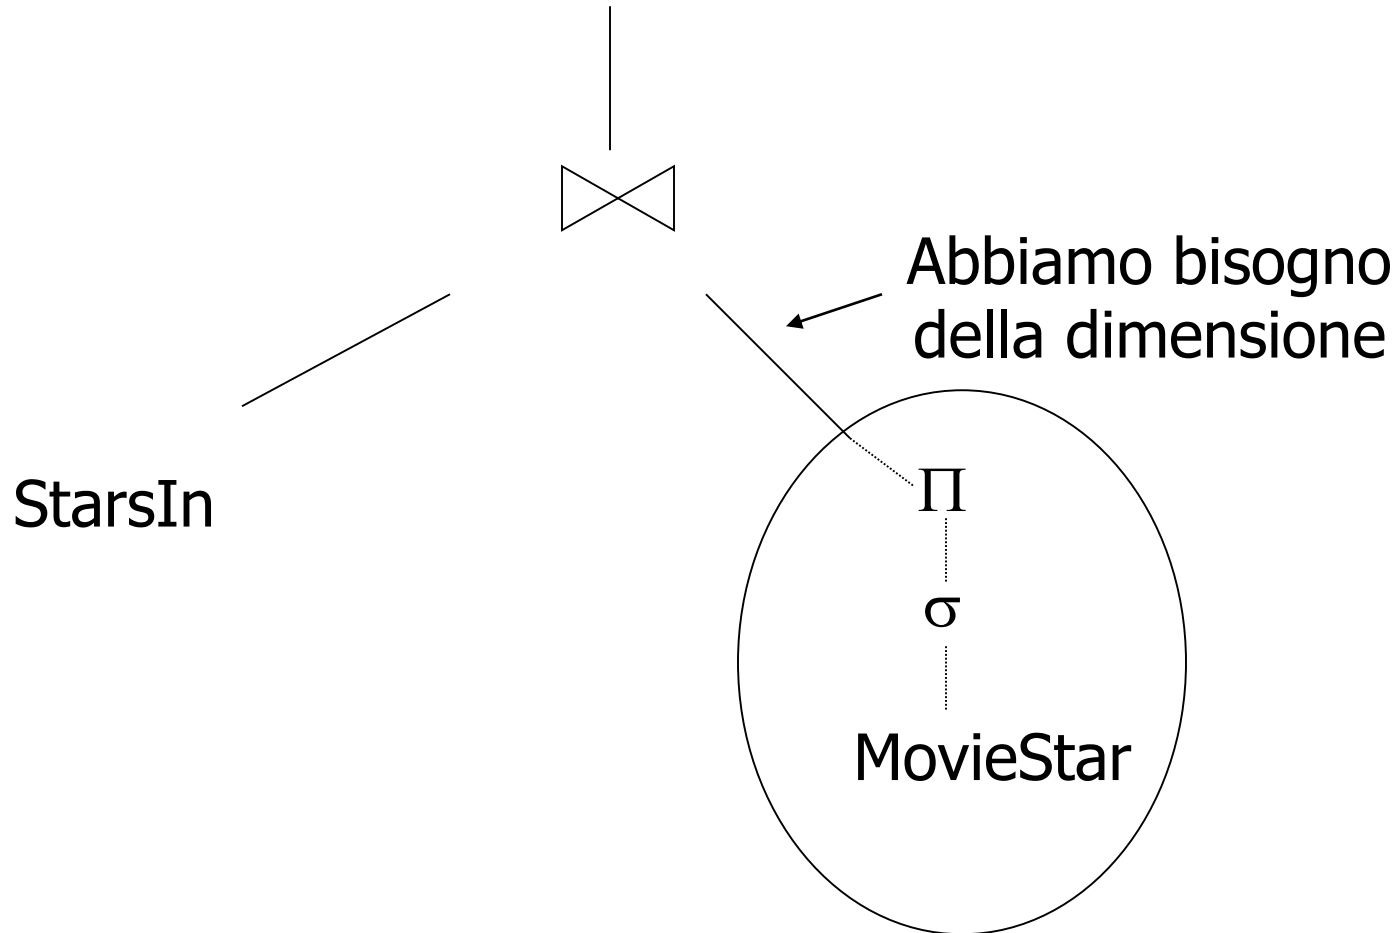 Abbiamo bisogno
della dimensione
StarsIn
Π
σ
MovieStar